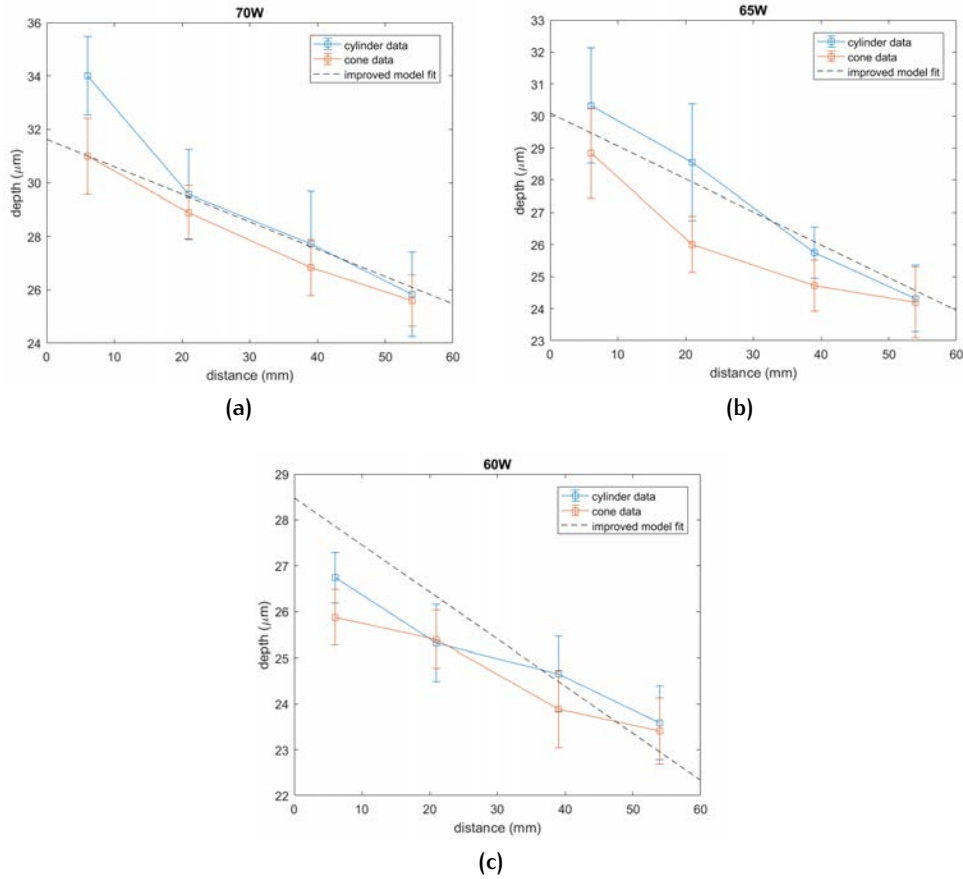 70W
36
34
32
30
28
26
24
depth (μm)
0 10 20 30 40 50 60
distance (mm)
cylinder data
cone data
improved model fit
(a)
65W
33
32
31
30
29
28
27
26
25
24
23
depth (μm)
0 10 20 30 40 50 60
distance (mm)
cylinder data
cone data
improved model fit
(b)
60W
29
28
27
26
25
24
23
22
depth (μm)
0 10 20 30 40 50 60
distance (mm)
cylinder data
cone data
improved model fit
(c)